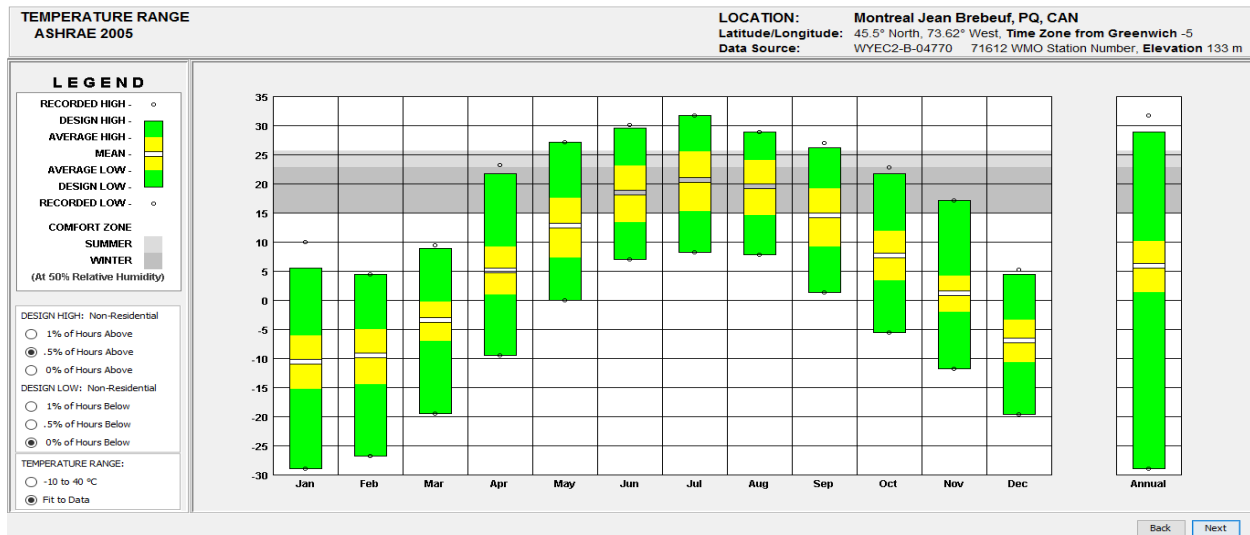 TEMPERATURE RANGE
ASHRAE 2005
LOCATION: Montreal Jean Brebeuf, PQ, CAN
Latitude/Longitude: 45.5° North, 73.62° West, Time Zone from Greenwich -5
Data Source: WYEC2-B-04770 71612 WMO Station Number, Elevation 133 m
LEGEND
RECORDED HIGH -
DESIGN HIGH -
AVERAGE HIGH -
MEAN -
AVERAGE LOW -
DESIGN LOW -
RECORDED LOW -
COMFORT ZONE
SUMMER
WINTER
(At 50% Relative Humidity)
DESIGN HIGH: Non-Residential
1% of Hours Above
.5% of Hours Above
0% of Hours Above
DESIGN LOW: Non-Residential
1% of Hours Below
.5% of Hours Below
0% of Hours Below
TEMPERATURE RANGE:
-10 to 40 °C
Fit to Data
35
30
25
20
15
10
5
0
-5
-10
-15
-20
-25
-30
Jan Feb Mar Apr May Jun Jul Aug Sep Oct Nov Dec Annual
Back Next